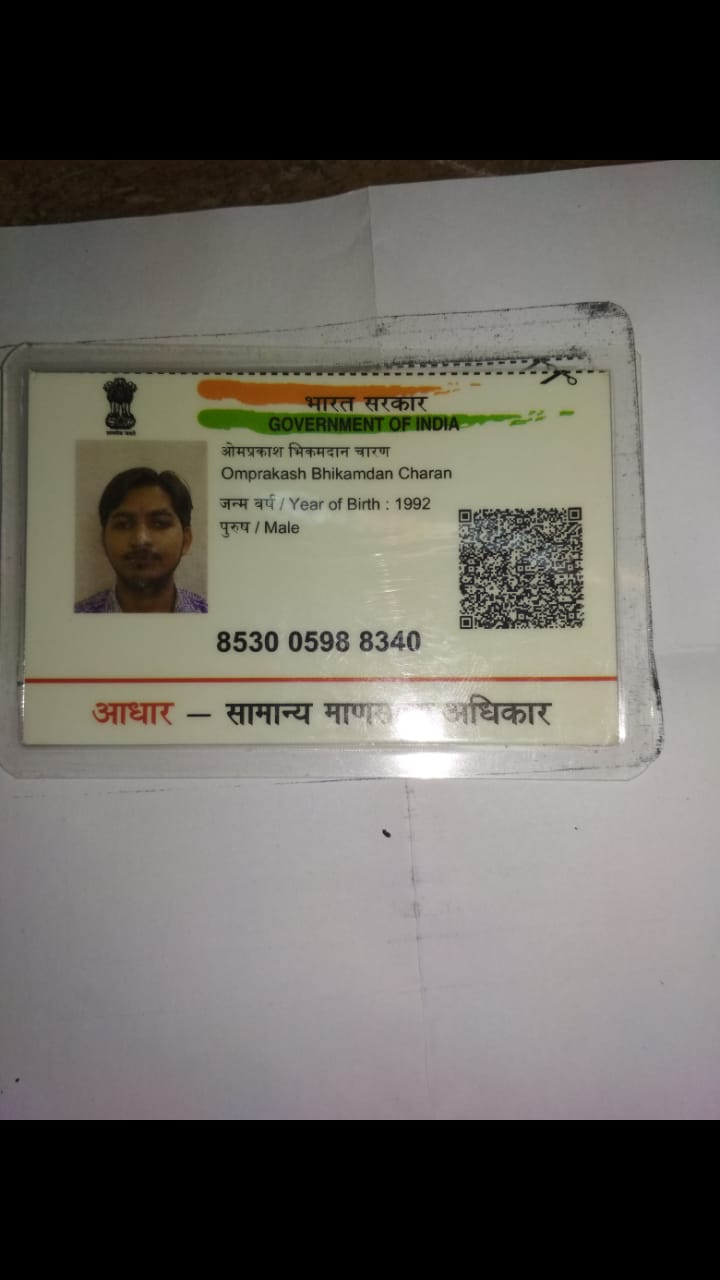 भारत सरकार
GOVERNMENT OF INDIA
ओमप्रकाश भिकमदान चारण
Omprakash Bhikamdan Charan
जन्म वर्ष / Year of Birth : 1992
पुरुष / Male
8530 0598 8340
आधार — सामान्य अधिकार